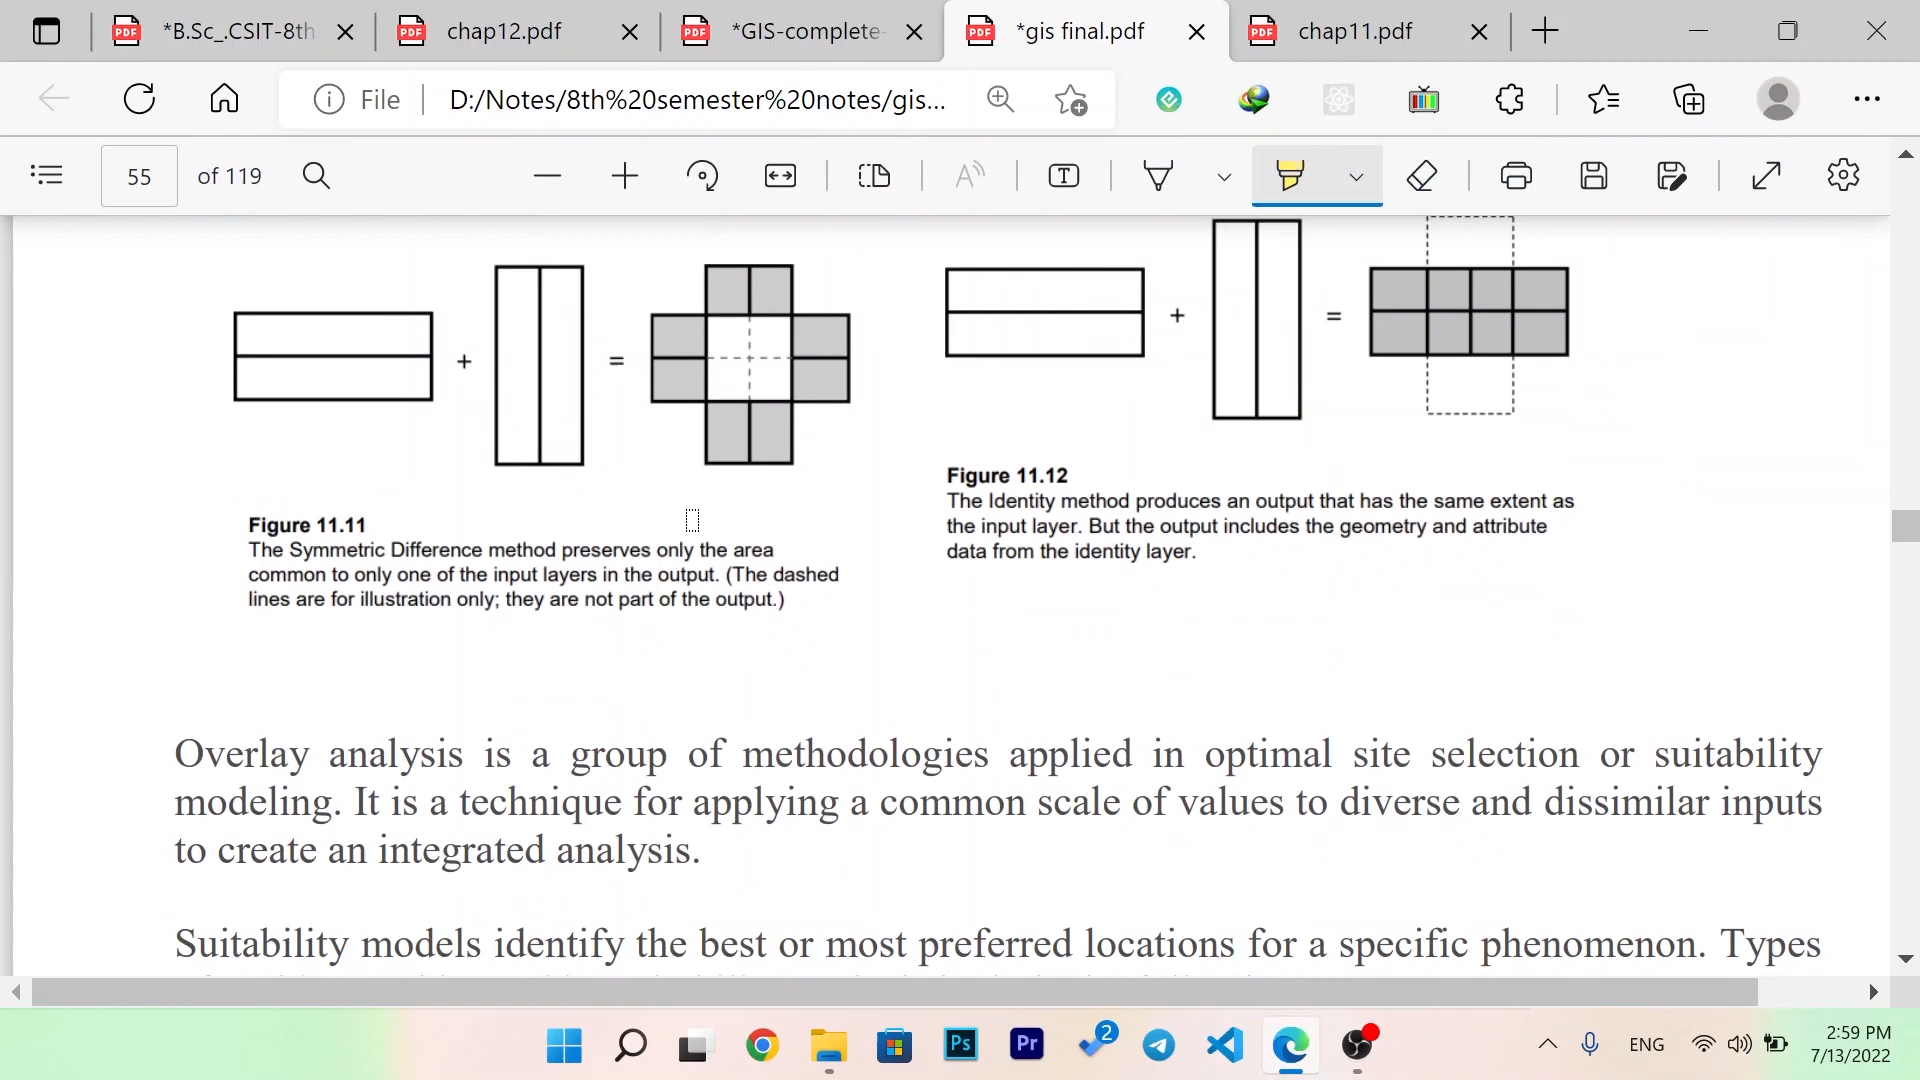 *B.Sc_.CSIT-8th
chap12.pdf
*GIS-complete-
*gis final.pdf
chap11.pdf
File
D:/Notes/8th%20semester%20notes/gis...
55
of 119
+
=
+
=
Figure 11.11
The Symmetric Difference method preserves only the area
common to only one of the input layers in the output. (The dashed
lines are for illustration only; they are not part of the output.)
Figure 11.12
The Identity method produces an output that has the same extent as
the input layer. But the output includes the geometry and attribute
data from the identity layer.
Overlay analysis is a group of methodologies applied in optimal site selection or suitability
modeling. It is a technique for applying a common scale of values to diverse and dissimilar inputs
to create an integrated analysis.
Suitability models identify the best or most preferred locations for a specific phenomenon. Types
Ps
Pr
2
ENG
2:59 PM
7/13/2022